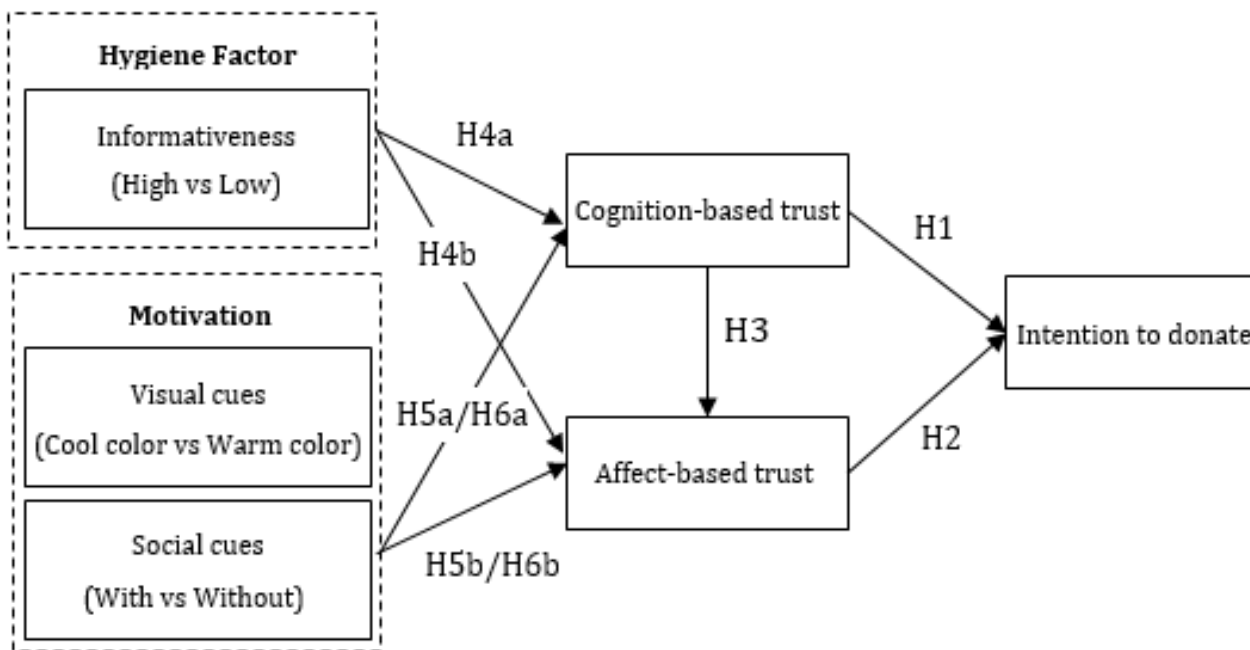 Hygiene Factor
Informativeness
(High vs Low)
Motivation
Visual cues
(Cool color vs Warm color)
Social cues
(With vs Without)
H4a
H4b
H5a/H6a
H5b/H6b
Cognition-based trust
H3
Affect-based trust
H1
H2
Intention to donate